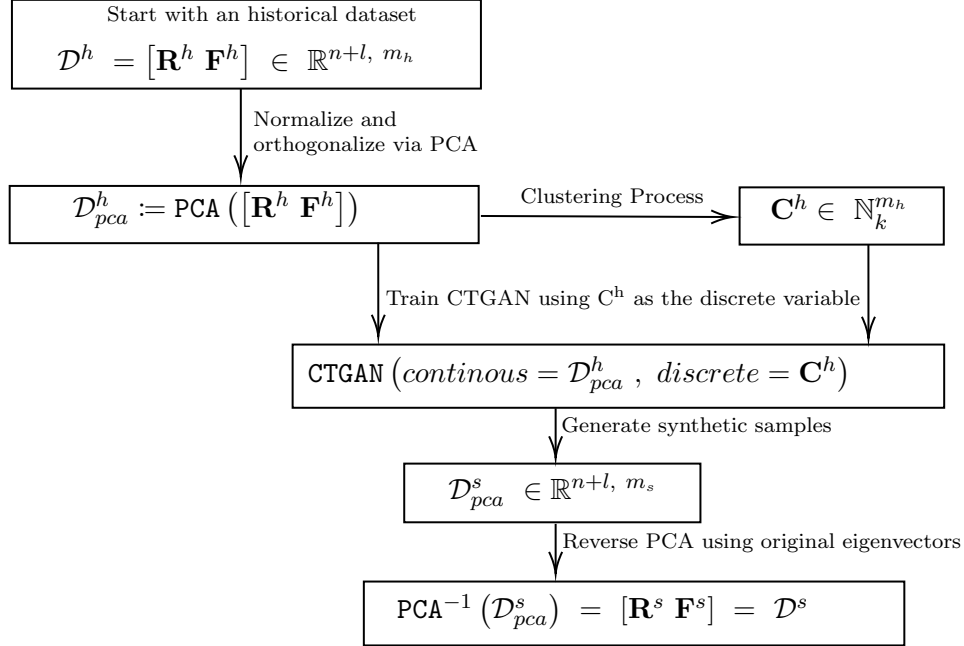 Start with an historical dataset
𝒟^h = [𝐑^h 𝐅^h] ∈ ℝ^{n+l, m_h}
Normalize and
orthogonalize via PCA
𝒟^h_{pca} := PCA([𝐑^h 𝐅^h])
Clustering Process
𝐂^h ∈ ℕ^{m_h}_k
Train CTGAN using C^h as the discrete variable
CTGAN(continous = 𝒟^h_{pca} , discrete = 𝐂^h)
Generate synthetic samples
𝒟^s_{pca} ∈ ℝ^{n+l, m_s}
Reverse PCA using original eigenvectors
PCA^{−1}(𝒟^s_{pca}) = [𝐑^s 𝐅^s] = 𝒟^s